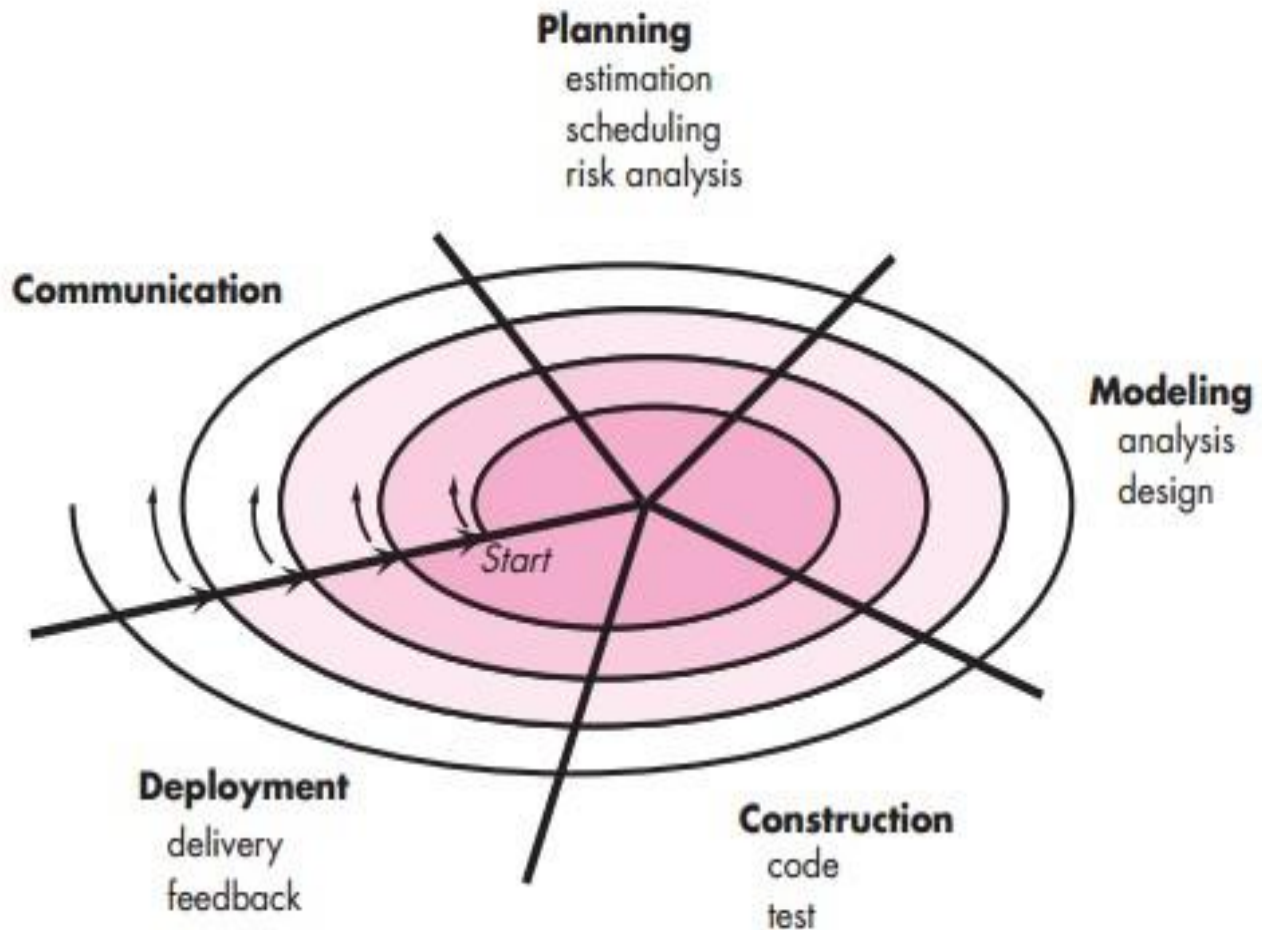 Planning
estimation
scheduling
risk analysis
Communication
Modeling
analysis
design
Start
Deployment
delivery
feedback
Construction
code
test